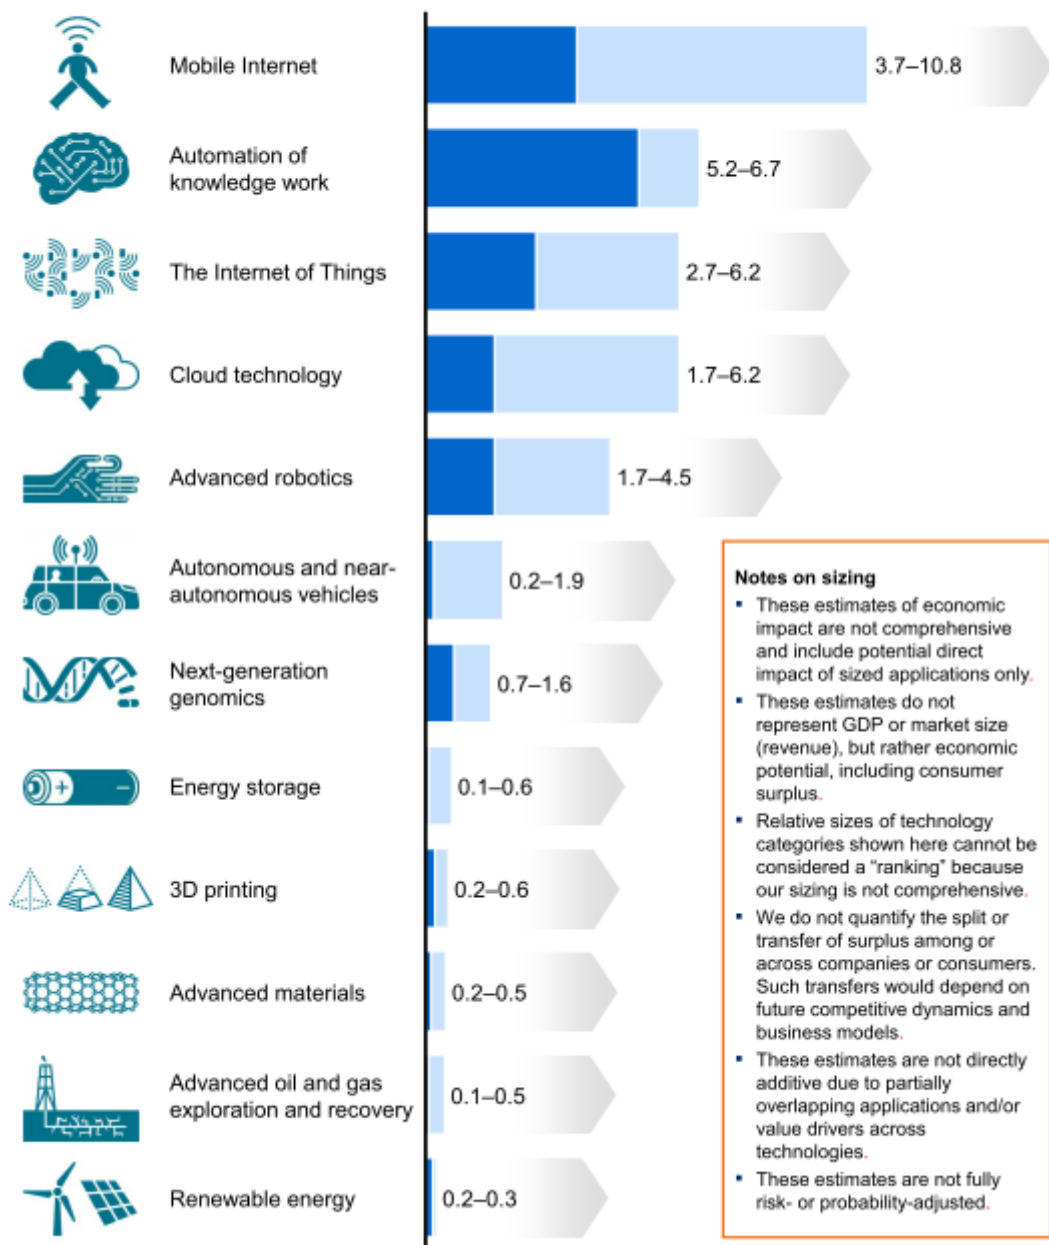 Mobile Internet
3.7–10.8
Automation of
knowledge work
5.2–6.7
The Internet of Things
2.7–6.2
Cloud technology
1.7–6.2
Advanced robotics
1.7–4.5
Autonomous and near-
autonomous vehicles
0.2–1.9
Next-generation
genomics
0.7–1.6
Energy storage
0.1–0.6
3D printing
0.2–0.6
Advanced materials
0.2–0.5
Advanced oil and gas
exploration and recovery
0.1–0.5
Renewable energy
0.2–0.3
Notes on sizing
▪ These estimates of economic
impact are not comprehensive
and include potential direct
impact of sized applications only.
▪ These estimates do not
represent GDP or market size
(revenue), but rather economic
potential, including consumer
surplus.
▪ Relative sizes of technology
categories shown here cannot be
considered a “ranking” because
our sizing is not comprehensive.
▪ We do not quantify the split or
transfer of surplus among or
across companies or consumers.
Such transfers would depend on
future competitive dynamics and
business models.
▪ These estimates are not directly
additive due to partially
overlapping applications and/or
value drivers across
technologies.
▪ These estimates are not fully
risk- or probability-adjusted.